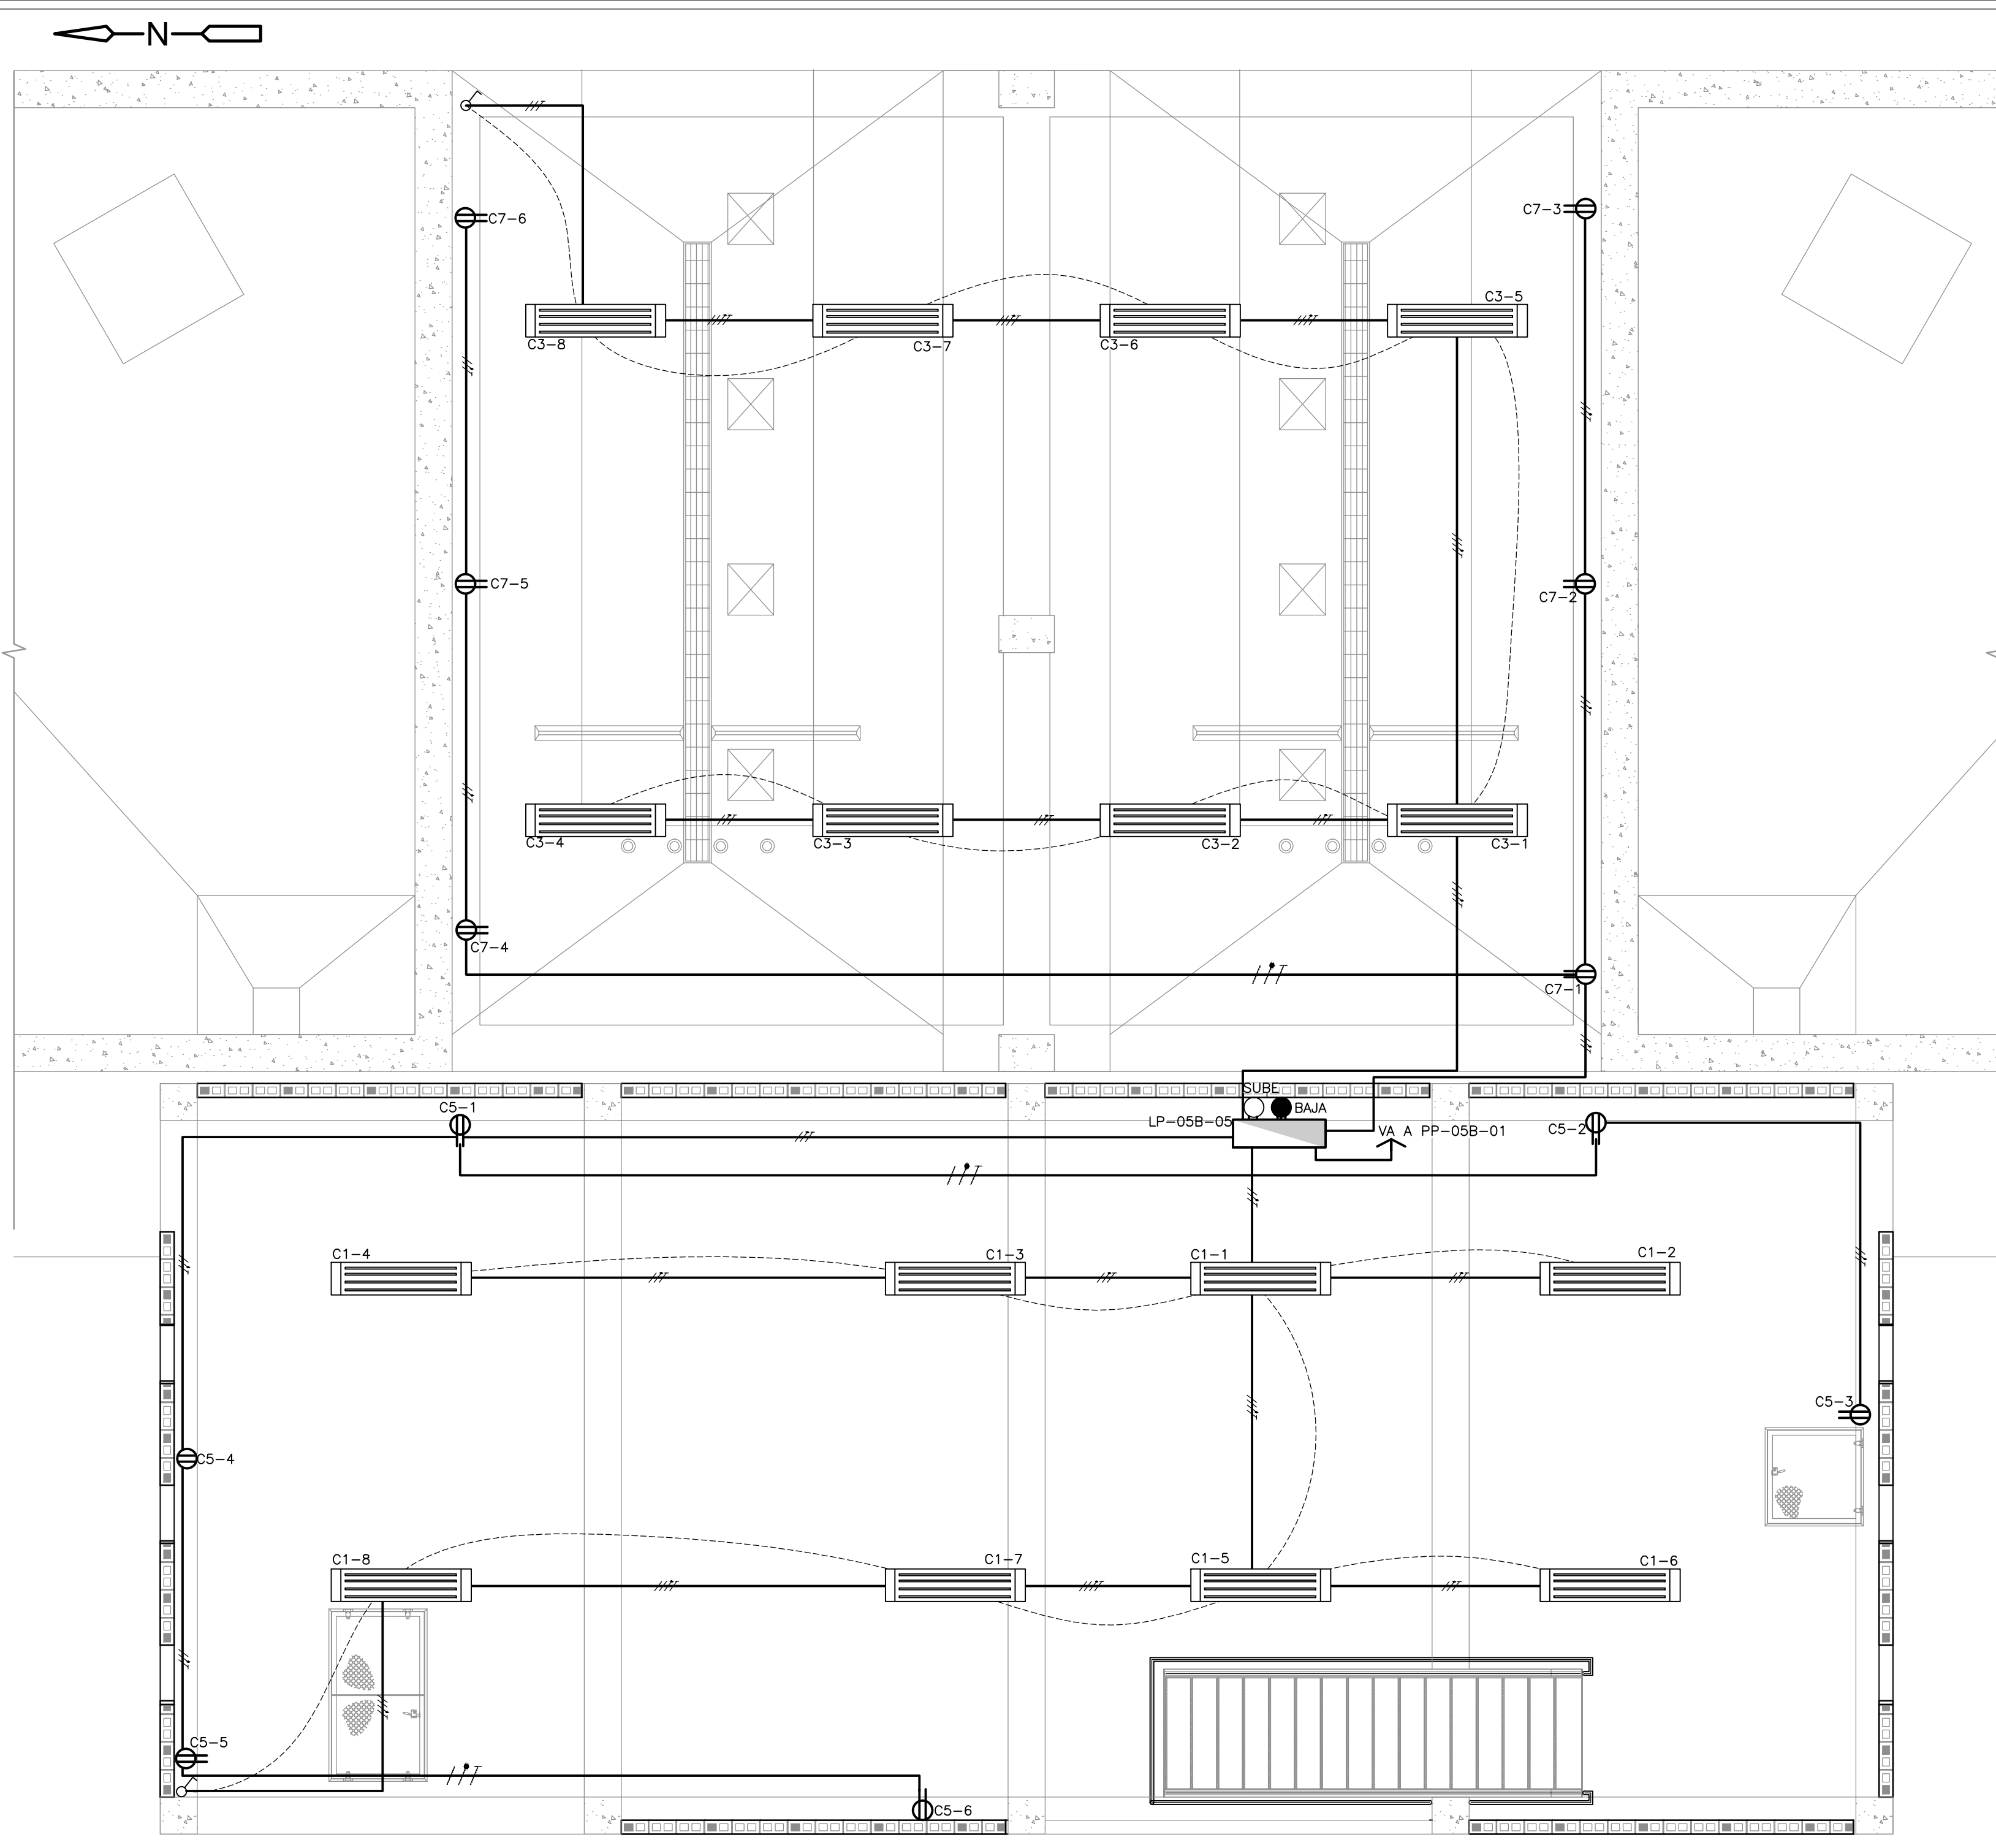 N
C7-6
C7-3
C3-5
C3-8
C3-7
C3-6
C7-5
C7-2
C3-4
C3-3
C3-2
C3-1
C7-4
C7-1
SUBE
C5-1
BAJA
LP-05B-05
VA A PP-05B-01
C5-2
C1-4
C1-3
C1-1
C1-2
C5-3
C5-4
C1-8
C1-7
C1-5
C1-6
C5-5
C5-6